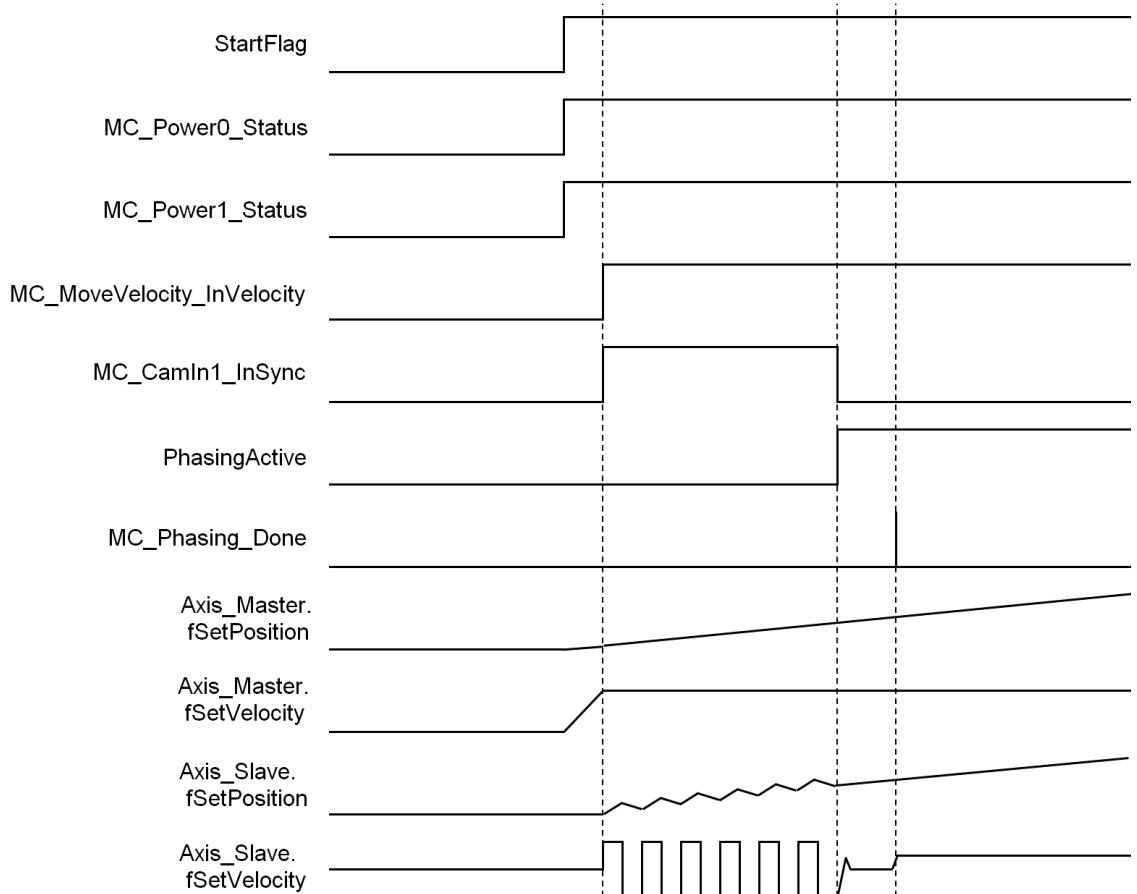 StartFlag
MC_Power0_Status
MC_Power1_Status
MC_MoveVelocity_InVelocity
MC_CamIn1_InSync
PhasingActive
MC_Phasing_Done
Axis_Master.
fSetPosition
Axis_Master.
fSetVelocity
Axis_Slave.
fSetPosition
Axis_Slave.
fSetVelocity